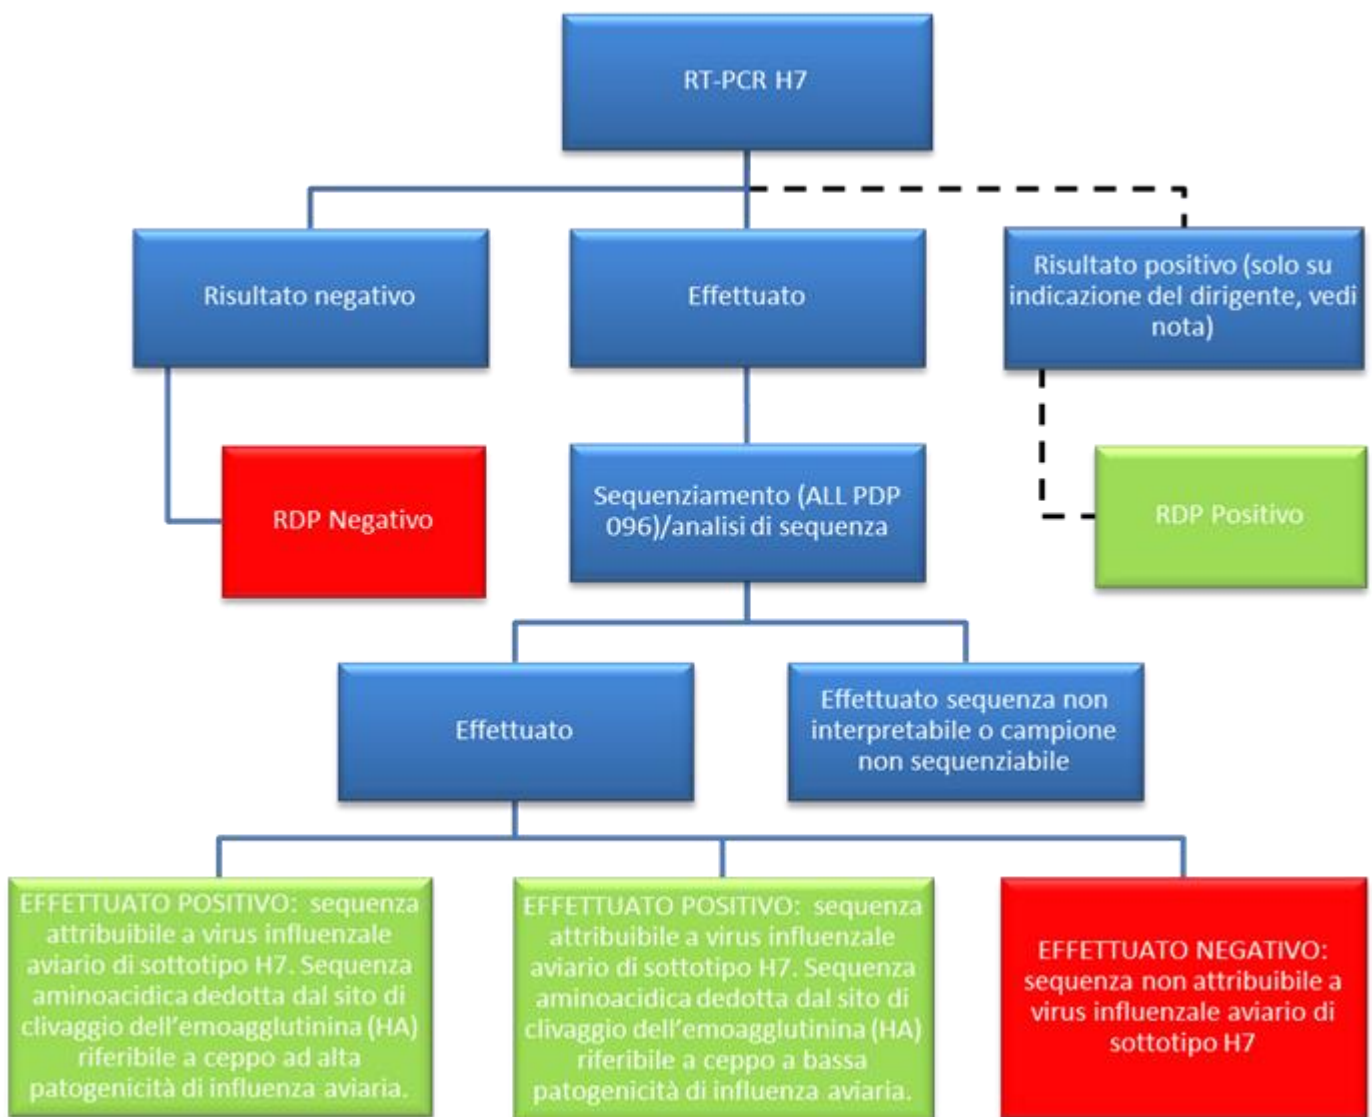 RT-PCR H7
Risultato negativo
Effettuato
Risultato positivo (solo su
indicazione del dirigente, vedi
nota)
RDP Negativo
Sequenziamento (ALL PDP
096)/analisi di sequenza
RDP Positivo
Effettuato
Effettuato sequenza non
interpretabile o campione
non sequenziabile
EFFETTUATO POSITIVO: sequenza
attribuibile a virus influenzale
aviario di sottotipo H7. Sequenza
aminoacidica dedotta dal sito di
clivaggio dell'emoagglutinina (HA)
riferibile a ceppo ad alta
patogenicità di influenza aviaria.
EFFETTUATO POSITIVO: sequenza
attribuibile a virus influenzale
aviario di sottotipo H7. Sequenza
aminoacidica dedotta dal sito di
clivaggio dell'emoagglutinina (HA)
riferibile a ceppo a bassa
patogenicità di influenza aviaria.
EFFETTUATO NEGATIVO:
sequenza non attribuibile a
virus influenzale aviario di
sottotipo H7